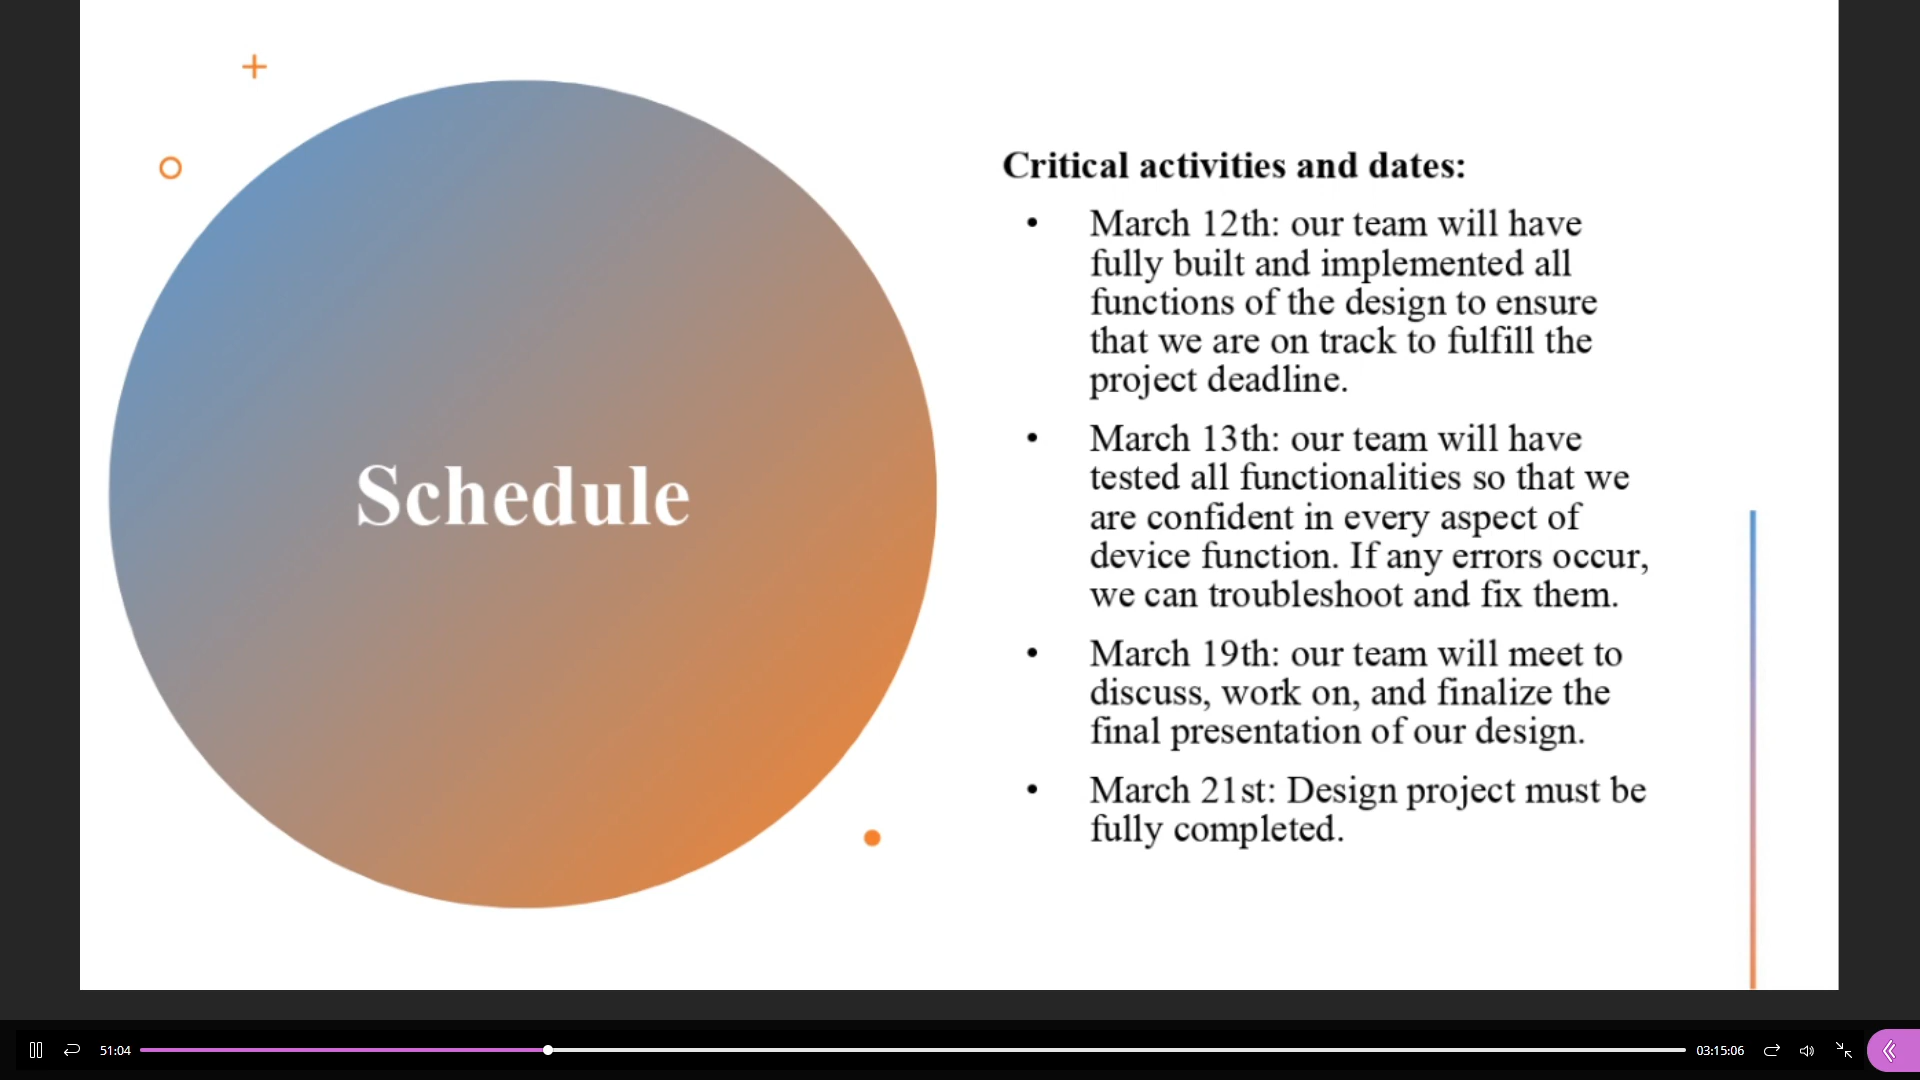 Schedule
Critical activities and dates:
• March 12th: our team will have
fully built and implemented all
functions of the design to ensure
that we are on track to fulfill the
project deadline.
• March 13th: our team will have
tested all functionalities so that we
are confident in every aspect of
device function. If any errors occur,
we can troubleshoot and fix them.
• March 19th: our team will meet to
discuss, work on, and finalize the
final presentation of our design.
• March 21st: Design project must be
fully completed.
51:04
03:15:06